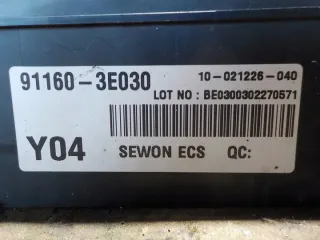 91160-3E030 10-021226-040
LOT NO : BE0300302270571
Y04 SEWON ECS QC: